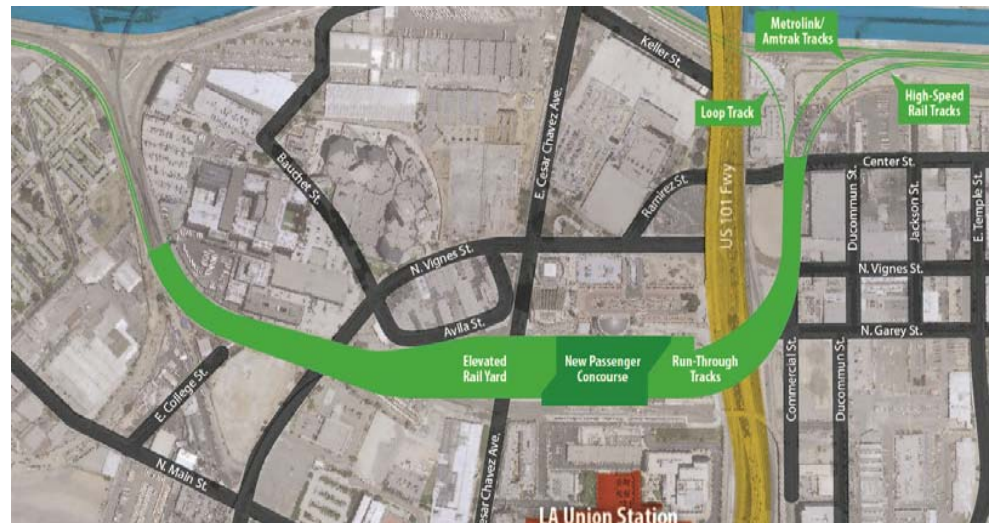 Metrolink/
Amtrak Tracks
Keller St.
High-Speed
Rail Tracks
Loop Track
E. Cesar Chavez Ave.
Bauchet St.
Center St.
Ramirez St.
US 101 Fwy
Ducommun St.
Jackson St.
E. Temple St.
N. Vignes St.
N. Vignes St.
Avila St.
N. Garey St.
Elevated
Rail Yard
New Passenger
Concourse
Run-Through
Tracks
E. College St.
Commercial St.
Ducommun St.
N. Main St.
esar Chavez Ave.
LA Union Station